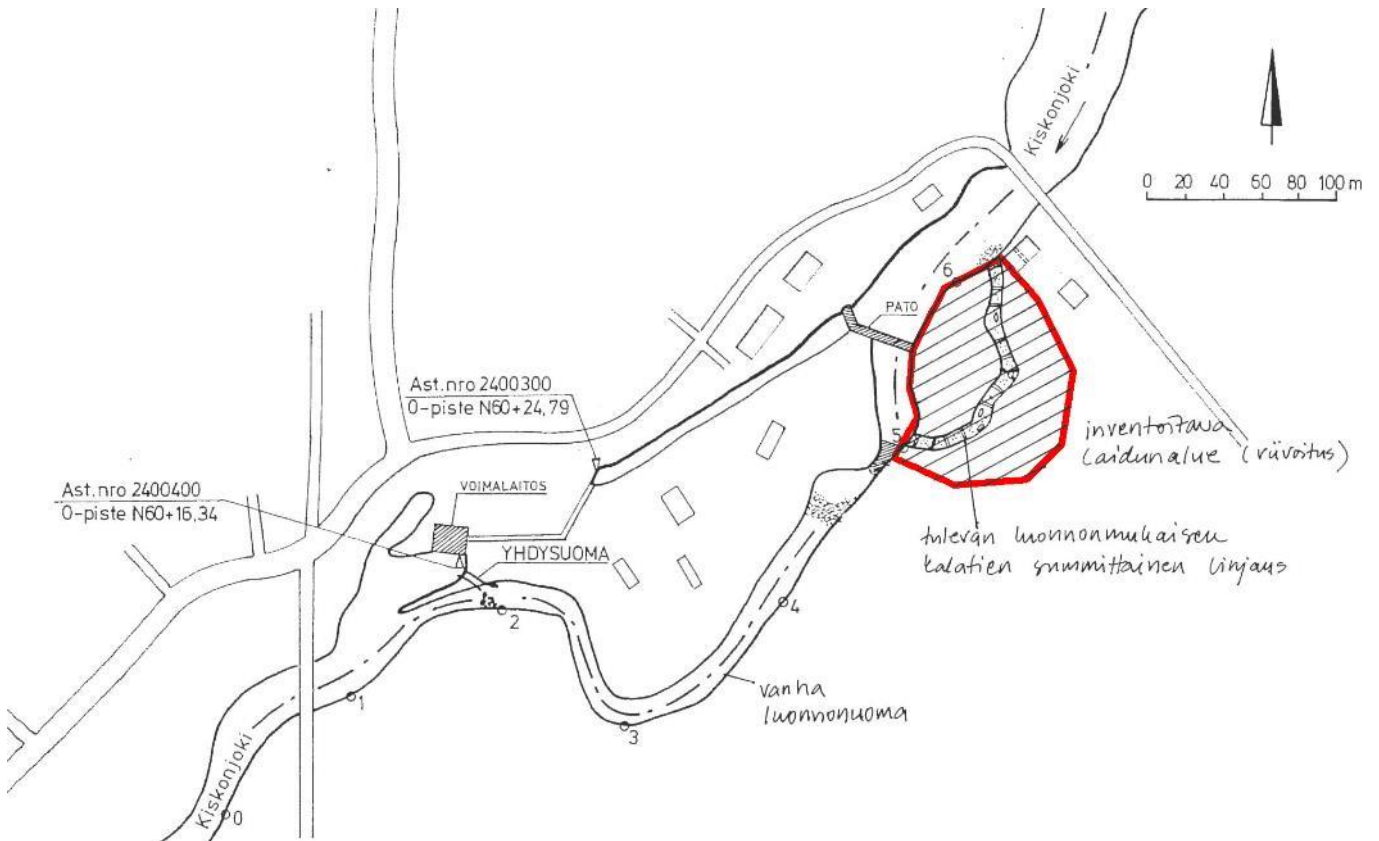 Kiskonjoki
0 20 40 60 80 100 m
6
PATO
Ast.nro 2400300
0-piste N60+24,79
5
inventoitava
laidunalue (viivoitus)
Ast.nro 2400400
0-piste N60+16,34
VOIMALAITOS
YHDYSUOMA
tulevan luonnonmukaisen
kalatien summittainen linjaus
2
4
vanha
luonnonuoma
1
3
Kiskonjoki
0